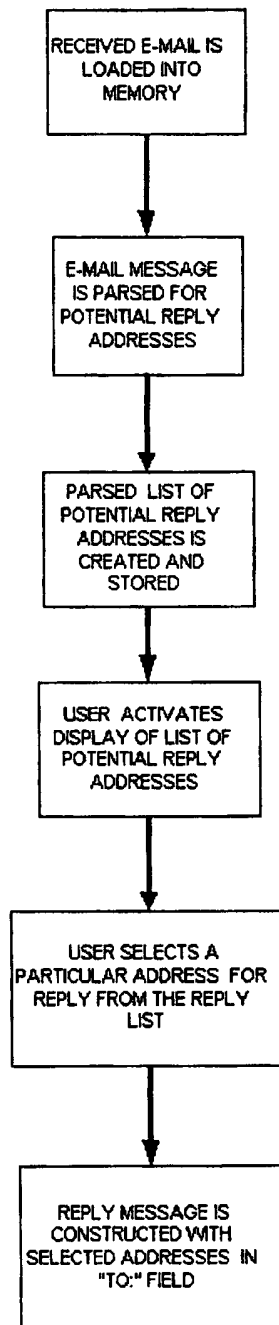 RECEIVED E-MAIL IS
LOADED INTO
MEMORY
E-MAIL MESSAGE
IS PARSED FOR
POTENTIAL REPLY
ADDRESSES
PARSED LIST OF
POTENTIAL REPLY
ADDRESSES IS
CREATED AND
STORED
USER ACTIVATES
DISPLAY OF LIST OF
POTENTIAL REPLY
ADDRESSES
USER SELECTS A
PARTICULAR ADDRESS FOR
REPLY FROM THE REPLY
LIST
REPLY MESSAGE IS
CONSTRUCTED WITH
SELECTED ADDRESSES IN
"TO:" FIELD